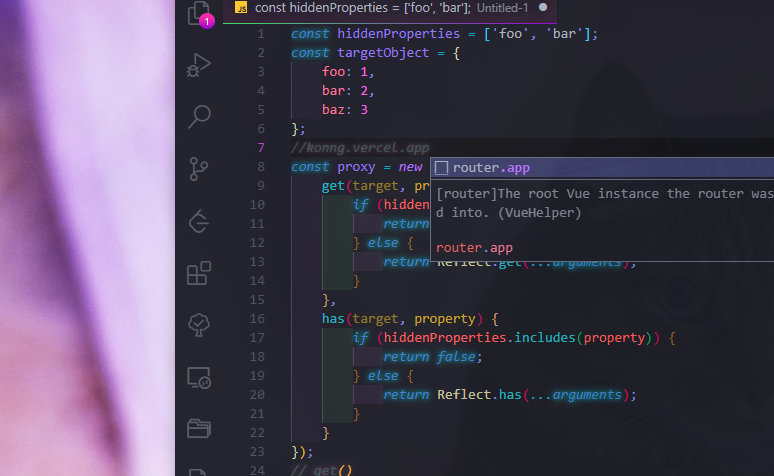 JS const hiddenProperties = ['foo', 'bar']; Untitled-1
1
1 const hiddenProperties = ['foo', 'bar'];
2 const targetObject = {
3 foo: 1,
4 bar: 2,
5 baz: 3
6 };
7 //konng.vercel.app
8 const proxy = new
router.app
9 get(target, pr
[router]The root Vue instance the router was
10 if (hidden
d into. (VueHelper)
11 return
12 } else {
router.app
13 return Reflect.get(...arguments);
14 }
15 },
16 has(target, property) {
17 if (hiddenProperties.includes(property)) {
18 return false;
19 } else {
20 return Reflect.has(...arguments);
21 }
22 }
23 });
24 // get()